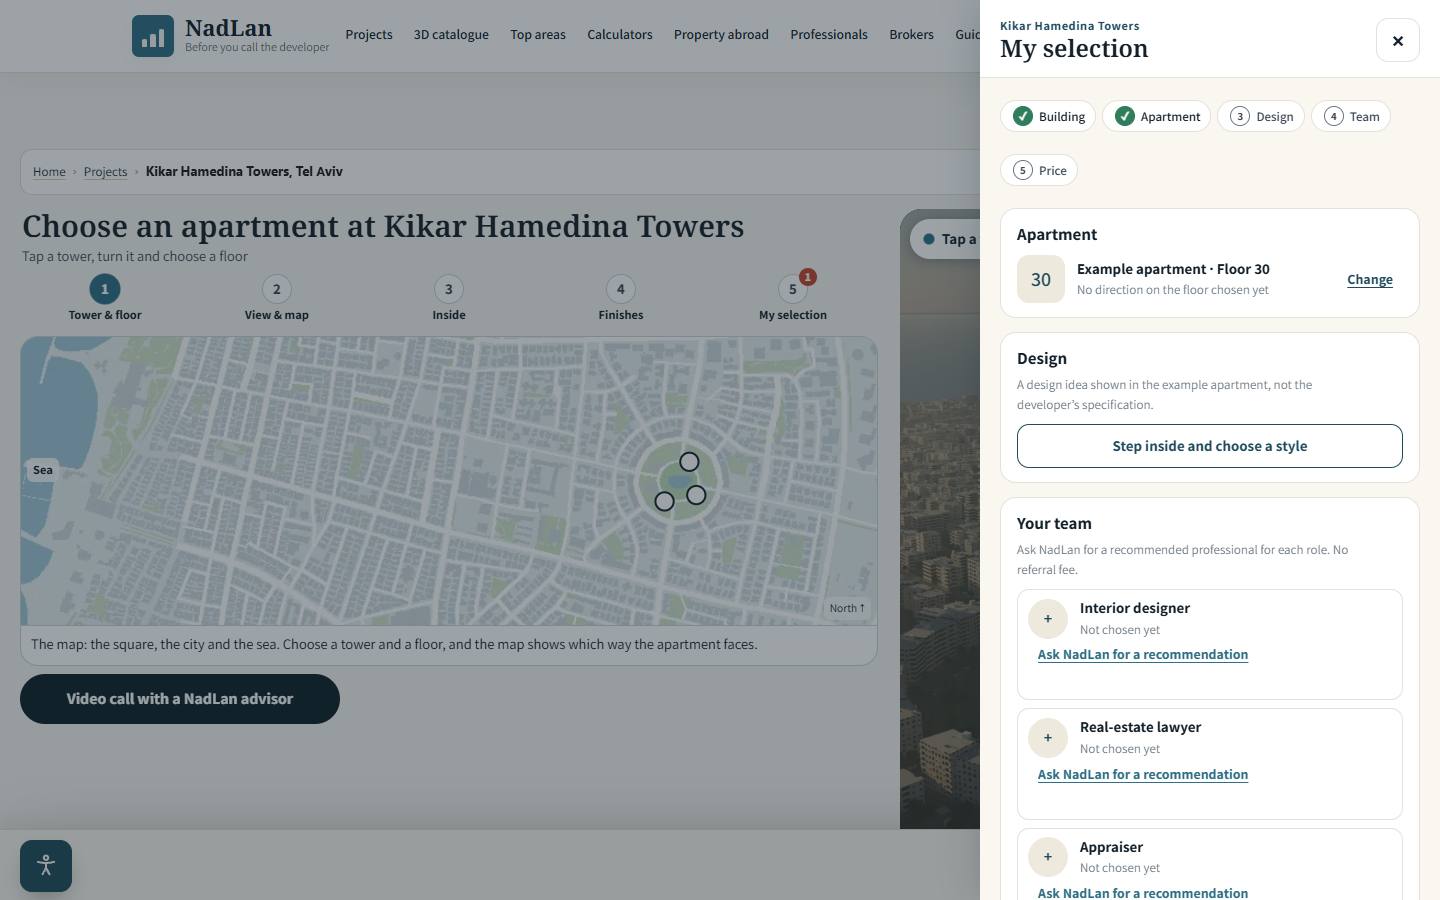 NadLan
Before you call the developer
Projects
3D catalogue
Top areas
Calculators
Property abroad
Professionals
Brokers
Home › Projects › Kikar Hamedina Towers, Tel Aviv
Choose an apartment at Kikar Hamedina Towers
Tap a tower, turn it and choose a floor
1
2
3
4
5
1
Tower & floor
View & map
Inside
Finishes
My selection
Sea
North ↑
The map: the square, the city and the sea. Choose a tower and a floor, and the map shows which way the apartment faces.
Video call with a NadLan advisor
Tap a
Kikar Hamedina Towers
My selection
Building
Apartment
3 Design
4 Team
5 Price
Apartment
30
Example apartment · Floor 30
No direction on the floor chosen yet
Change
Design
A design idea shown in the example apartment, not the
developer's specification.
Step inside and choose a style
Your team
Ask NadLan for a recommended professional for each role. No
referral fee.
+
Interior designer
Not chosen yet
Ask NadLan for a recommendation
+
Real-estate lawyer
Not chosen yet
Ask NadLan for a recommendation
+
Appraiser
Not chosen yet
Ask NadLan for a recommendation